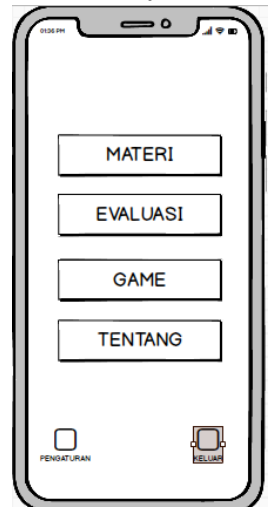 01:36 PM
MATERI
EVALUASI
GAME
TENTANG
PENGATURAN
KELUAR